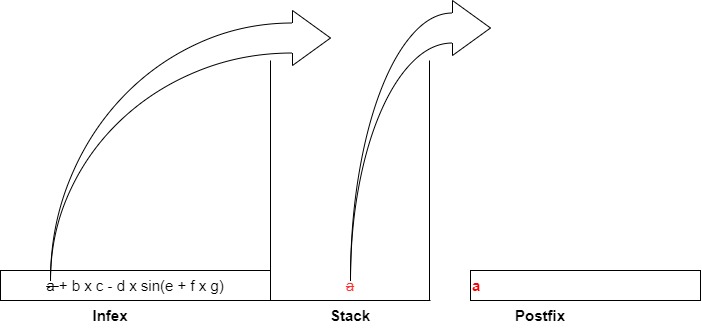 a + b x c - d x sin(e + f x g)
a
a
Infex
Stack
Postfix